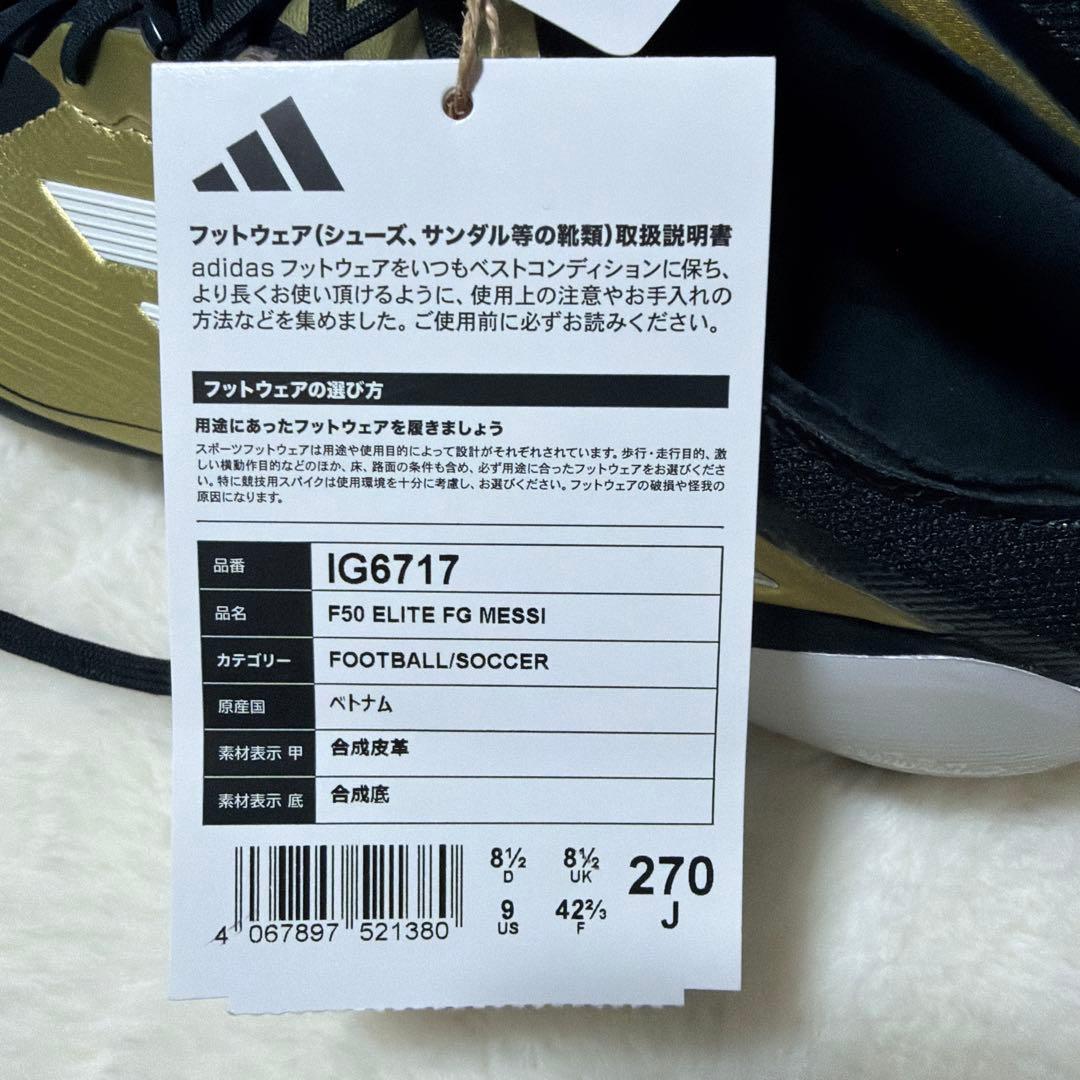 フットウェア(シューズ、サンダル等の靴類)取扱説明書
adidas フットウェアをいつもベストコンディションに保ち、
より長くお使い頂けるように、使用上の注意やお手入れの
方法などを集めました。ご使用前に必ずお読みください。
フットウェアの選び方
用途にあったフットウェアを履きましょう
スポーツフットウェアは用途や使用目的によって設計がそれぞれされています。歩行・走行目的、激
しい横動作目的などのほか、床、路面の条件も含め、必ず用途に合ったフットウェアをお選びくださ
い。特に競技用スパイクは使用環境を十分に考慮し、お選びください。フットウェアの破損や怪我の
原因になります。
品番 IG6717
品名 F50 ELITE FG MESSI
カテゴリー FOOTBALL/SOCCER
原産国 ベトナム
素材表示 甲 合成皮革
素材表示 底 合成底
8½ D 8½ UK 270 J
9 US 42⅔ F
4 067897 521380